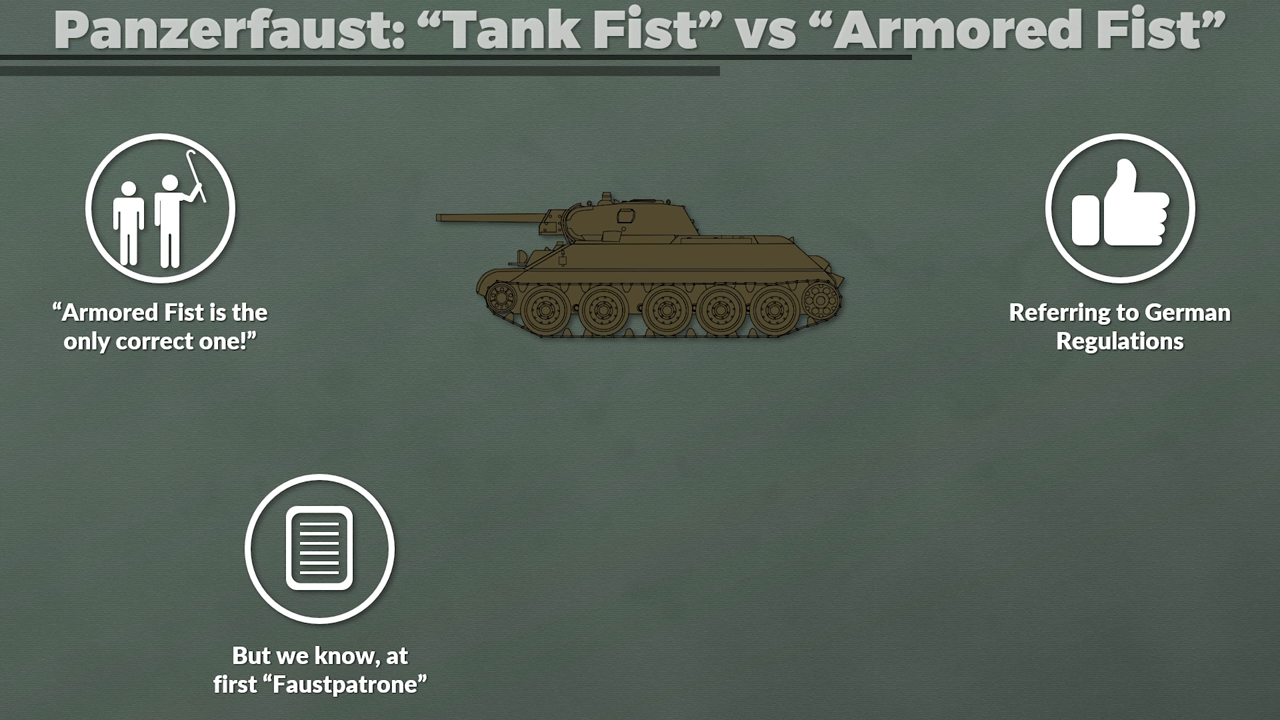 Panzerfaust: “Tank Fist” vs “Armored Fist”
“Armored Fist is the
only correct one!”
Referring to German
Regulations
But we know, at
first “Faustpatrone”